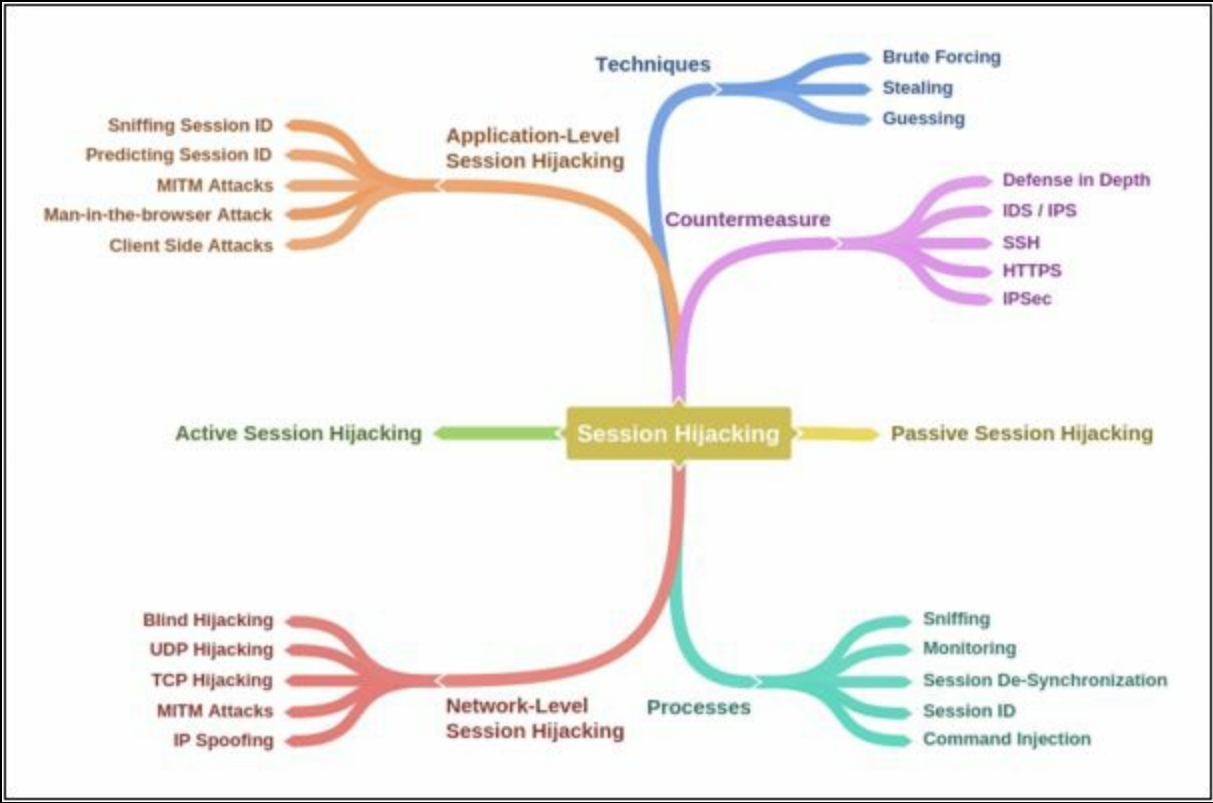 Techniques
Brute Forcing
Stealing
Guessing
Application-Level
Session Hijacking
Sniffing Session ID
Predicting Session ID
MITM Attacks
Man-in-the-browser Attack
Client Side Attacks
Countermeasure
Defense in Depth
IDS / IPS
SSH
HTTPS
IPSec
Active Session Hijacking
Session Hijacking
Passive Session Hijacking
Blind Hijacking
UDP Hijacking
TCP Hijacking
MITM Attacks
IP Spoofing
Network-Level
Session Hijacking
Processes
Sniffing
Monitoring
Session De-Synchronization
Session ID
Command Injection